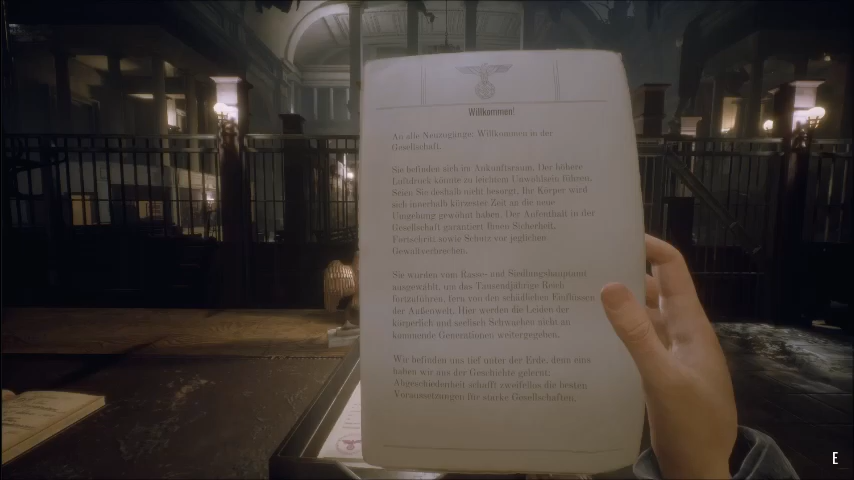 Willkommen!
An alle Neuzugänge: Willkommen in der
Gesellschaft.
Sie befinden sich im Ankunftsraum. Der höhere
Luftdruck könnte zu leichtem Unwohlsein führen.
Seien Sie deshalb nicht besorgt, Ihr Körper wird
sich innerhalb kürzester Zeit an die neue
Umgebung gewöhnt haben. Der Aufenthalt in der
Gesellschaft garantiert Ihnen Sicherheit,
Fortschritt sowie Schutz vor jeglichen
Gewaltverbrechen.
Sie wurden vom Rasse- und Siedlungshauptamt
ausgewählt, um das Tausendjährige Reich
fortzuführen, fern von den schädlichen Einflüssen
der Außenwelt. Hier werden die Leiden der
körperlich und seelisch Schwachen nicht an
kommende Generationen weitergegeben.
Wir befinden uns tief unter der Erde, denn eins
haben wir aus der Geschichte gelernt:
Abgeschiedenheit schafft zweifellos die besten
Voraussetzungen für starke Gesellschaften.
E